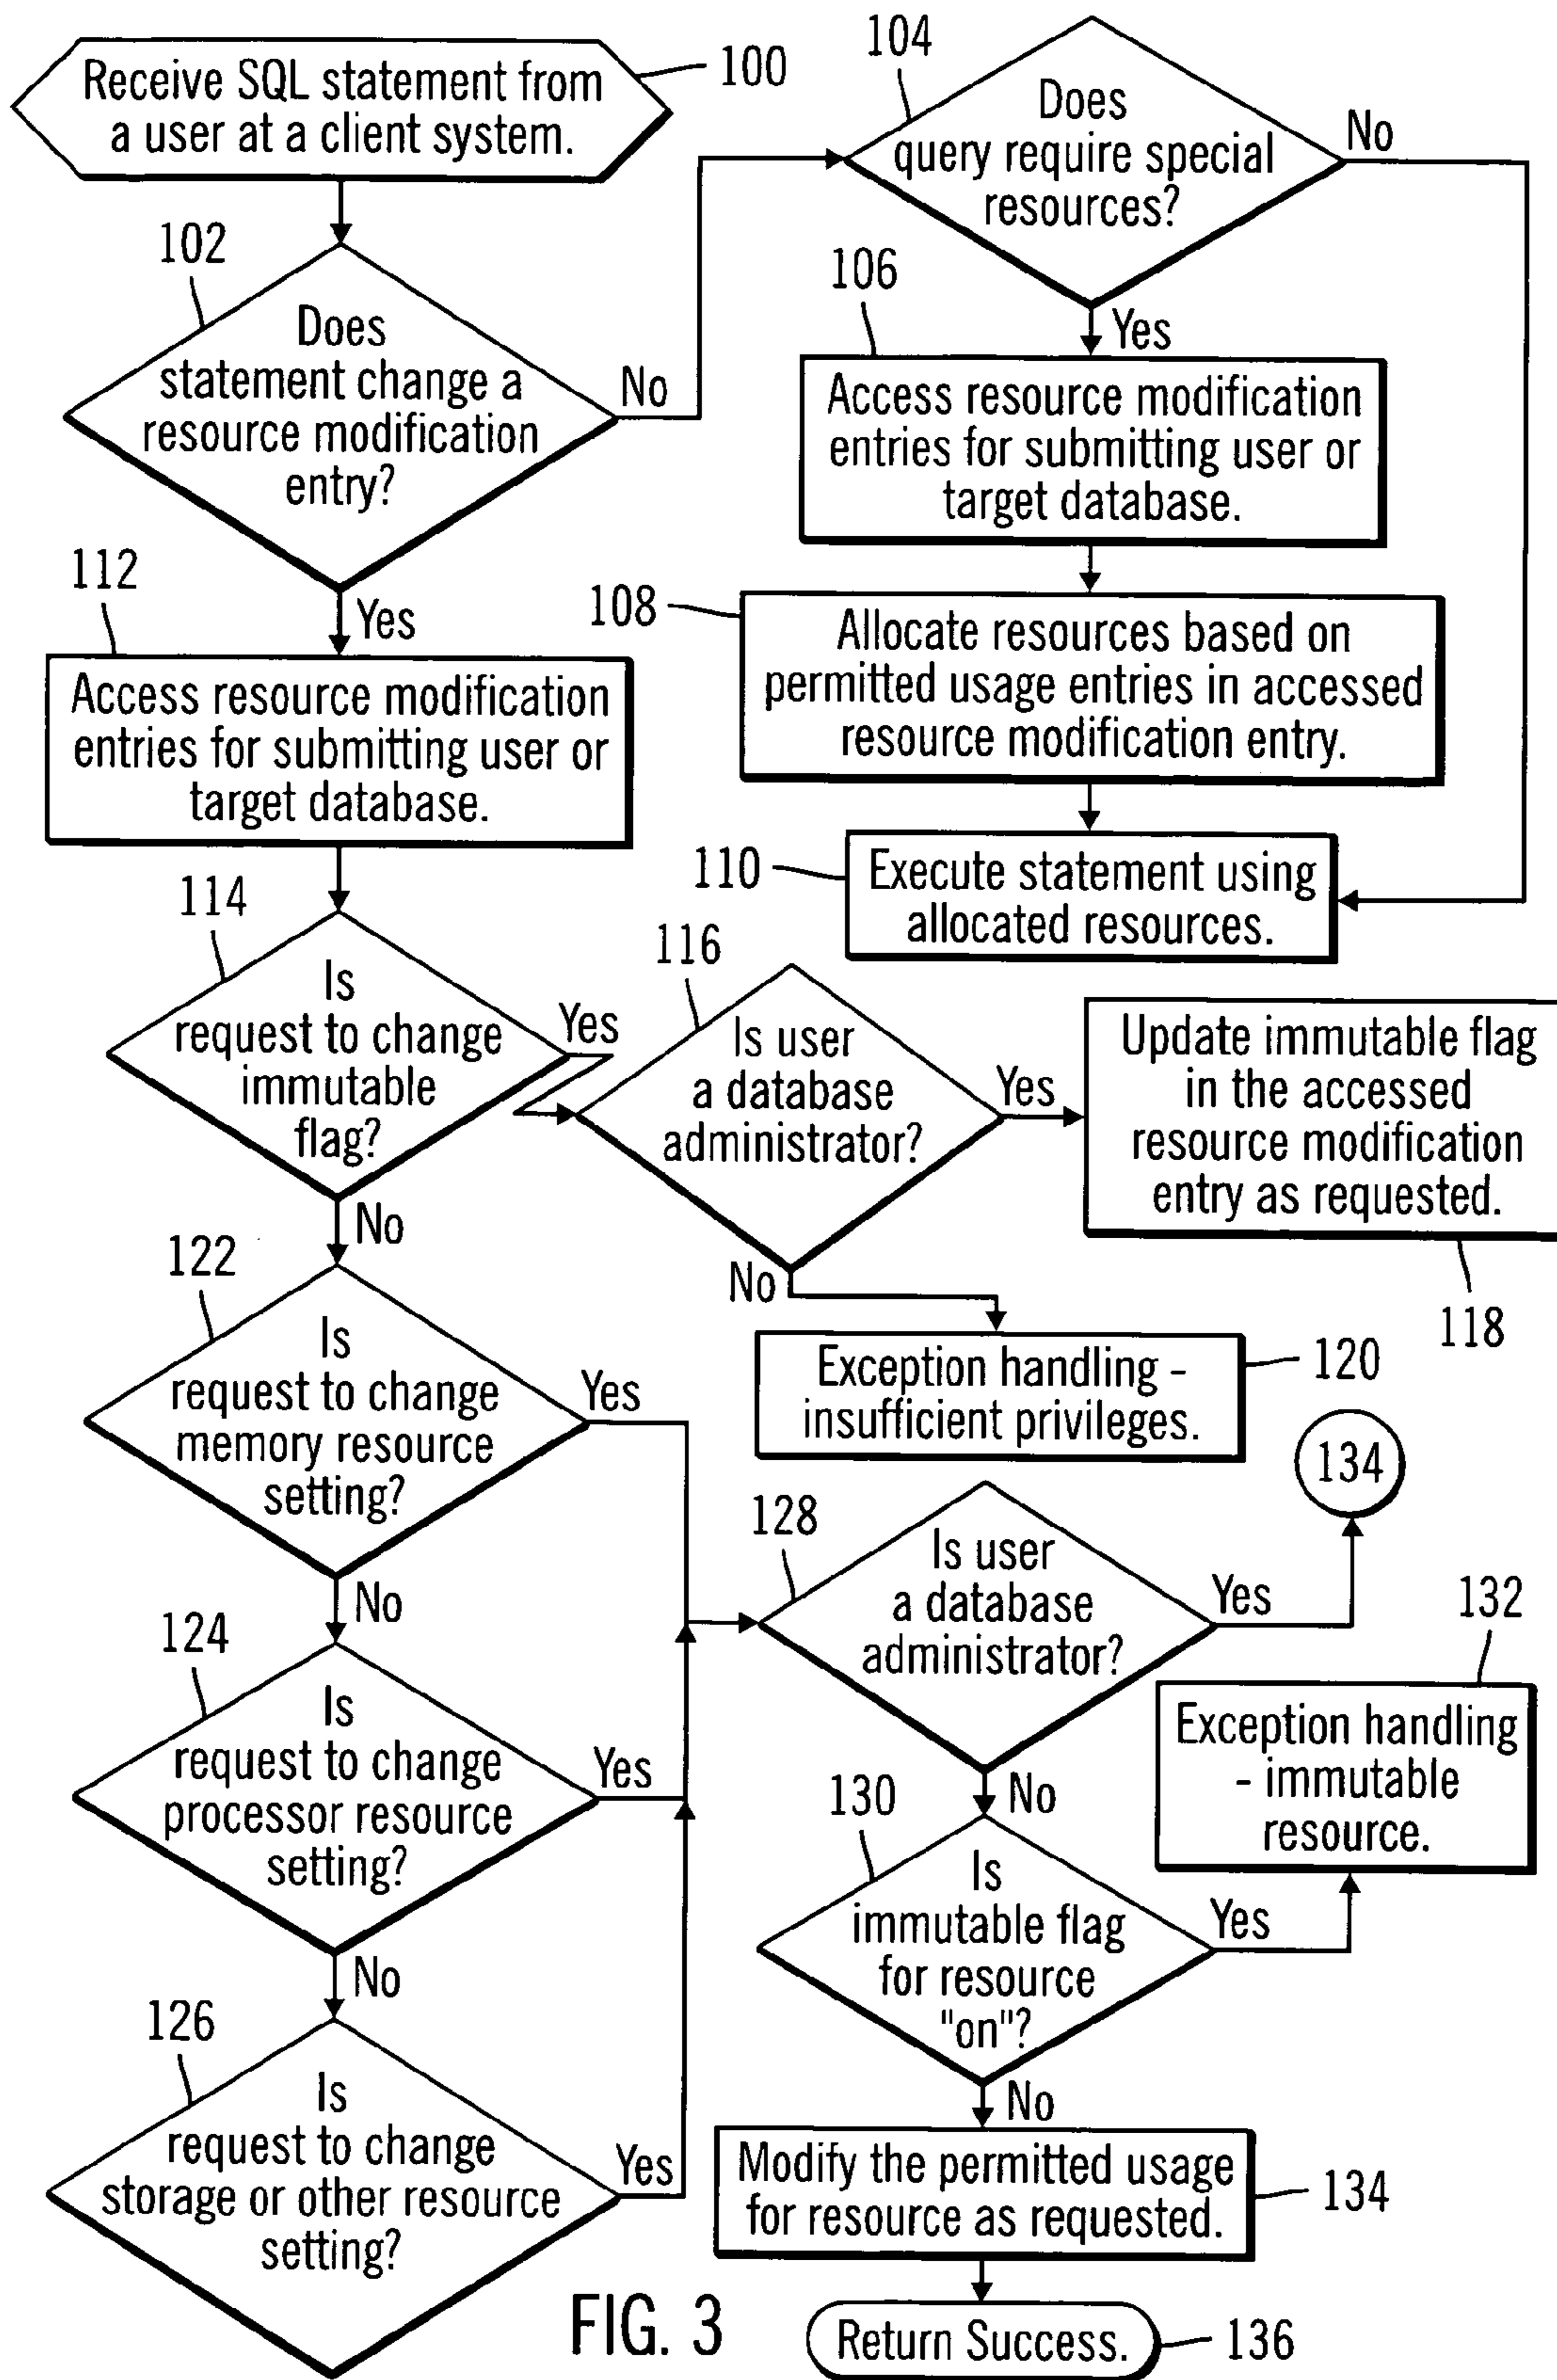 100
Receive SQL statement from
a user at a client system.
102
Does
statement change a
resource modification
entry?
No
Yes
104
Does
query require special
resources?
No
Yes
106
Access resource modification
entries for submitting user or
target database.
108
Allocate resources based on
permitted usage entries in accessed
resource modification entry.
110
Execute statement using
allocated resources.
112
Access resource modification
entries for submitting user or
target database.
114
Is
request to change
immutable
flag?
Yes
No
116
Is user
a database
administrator?
Yes
No
Update immutable flag
in the accessed
resource modification
entry as requested.
118
Exception handling -
insufficient privileges.
120
122
Is
request to change
memory resource
setting?
Yes
No
124
Is
request to change
processor resource
setting?
Yes
No
126
Is
request to change
storage or other resource
setting?
Yes
128
Is user
a database
administrator?
Yes
No
134
130
Is
immutable flag
for resource
"on"?
Yes
No
132
Exception handling
- immutable
resource.
Modify the permitted usage
for resource as requested.
134
Return Success.
136
FIG. 3